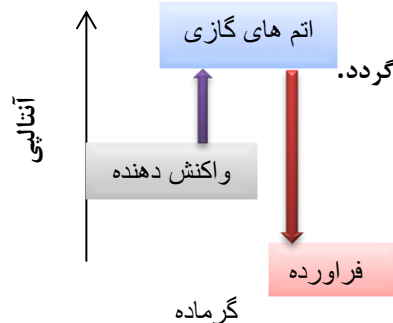 اتم های گازی
گردد.
آنتالپی
واکنش دهنده
فراورده
گرماده